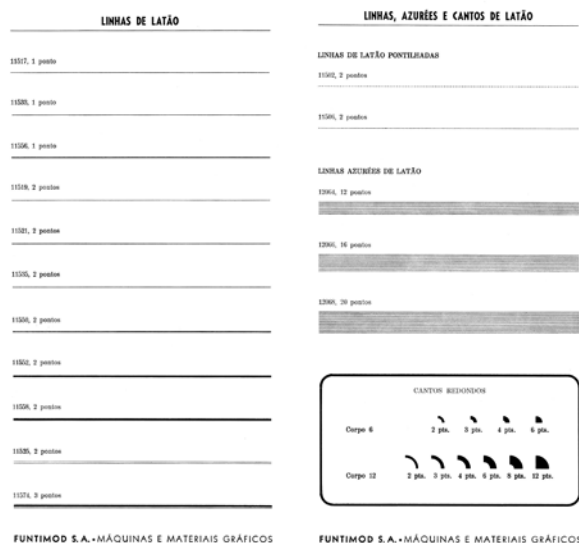 LINHAS DE LATÃO
11517, 1 ponto
11533, 1 ponto
11556, 1 ponto
11519, 2 pontos
11521, 2 pontos
11535, 2 pontos
11550, 2 pontos
11552, 2 pontos
11558, 2 pontos
11525, 2 pontos
11574, 3 pontos
FUNTIMOD S.A. • MÁQUINAS E MATERIAIS GRÁFICOS
LINHAS, AZURÉES E CANTOS DE LATÃO
LINHAS DE LATÃO PONTILHADAS
11502, 2 pontos
11506, 2 pontos
LINHAS AZURÉES DE LATÃO
12064, 12 pontos
12066, 16 pontos
12068, 20 pontos
CANTOS REDONDOS
Corpo 6 2 pts. 3 pts. 4 pts. 6 pts.
Corpo 12 2 pts. 3 pts. 4 pts. 6 pts. 8 pts. 12 pts.
FUNTIMOD S.A. • MÁQUINAS E MATERIAIS GRÁFICOS